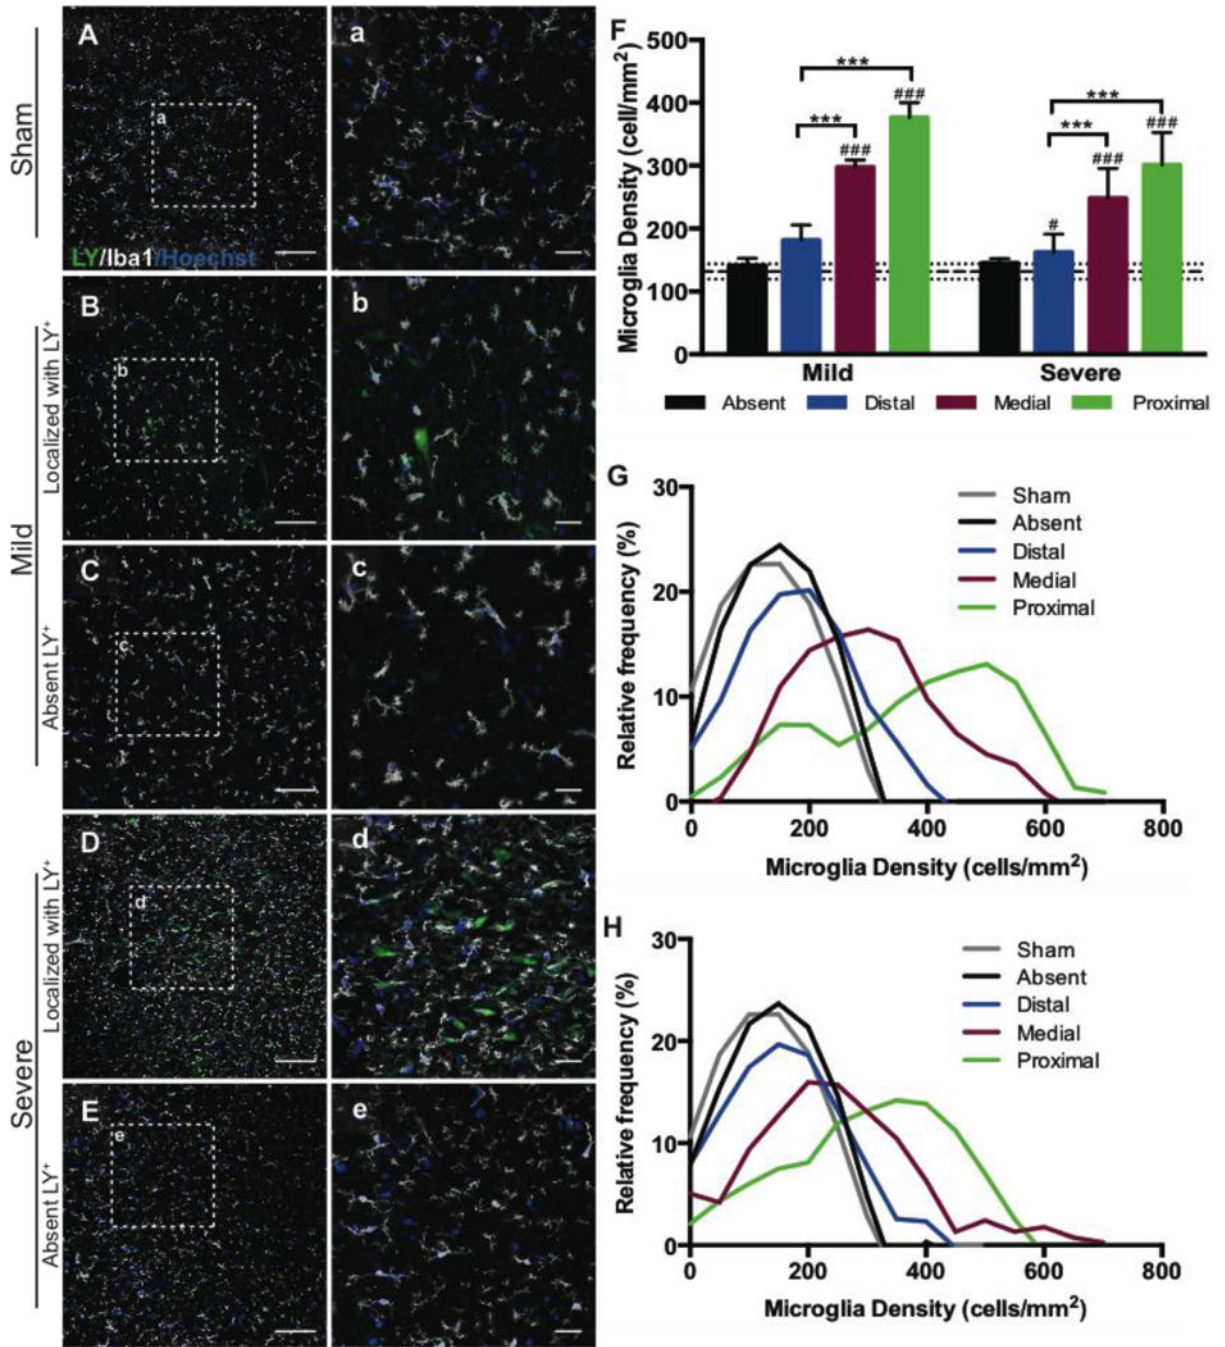 Sham
A
a
a
LY/Iba1/Hoechst
Mild
Localized with LY+
B
b
b
Absent LY+
C
c
c
Severe
Localized with LY+
D
d
d
Absent LY+
E
e
e
F
Microglia Density (cell/mm2)
500
400
300
200
100
0
***
***
###
###
***
***
###
###
#
Mild
Severe
Absent
Distal
Medial
Proximal
G
Relative frequency (%)
30
20
10
0
Sham
Absent
Distal
Medial
Proximal
0 200 400 600 800
Microglia Density (cells/mm2)
H
Relative frequency (%)
30
20
10
0
Sham
Absent
Distal
Medial
Proximal
0 200 400 600 800
Microglia Density (cells/mm2)